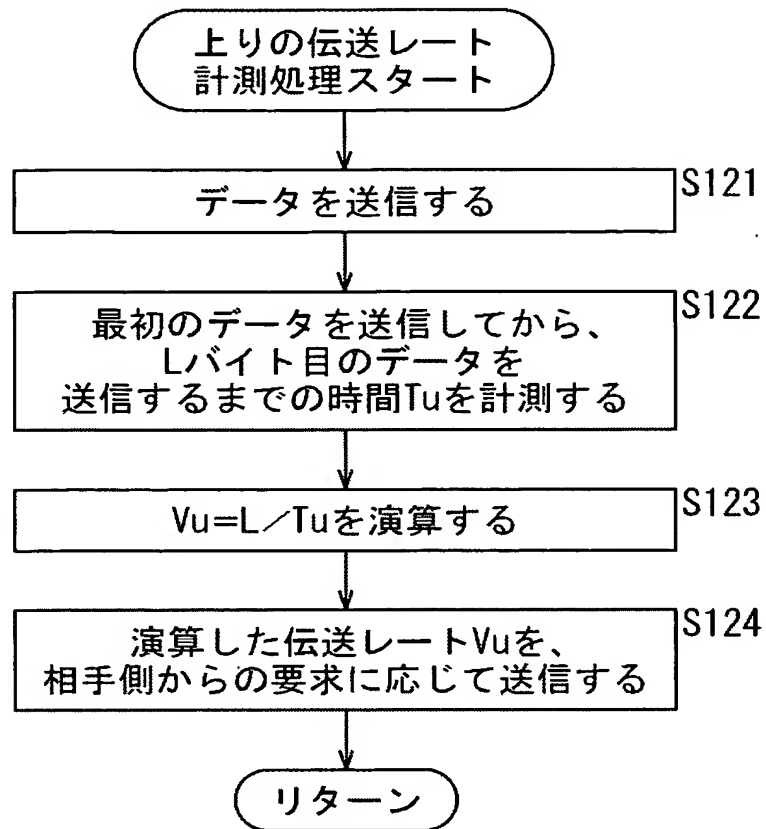 上りの伝送レート
計測処理スタート
データを送信する
S121
最初のデータを送信してから、
Lバイト目のデータを
送信するまでの時間Tuを計測する
S122
Vu=L／Tuを演算する
S123
演算した伝送レートVuを、
相手側からの要求に応じて送信する
S124
リターン